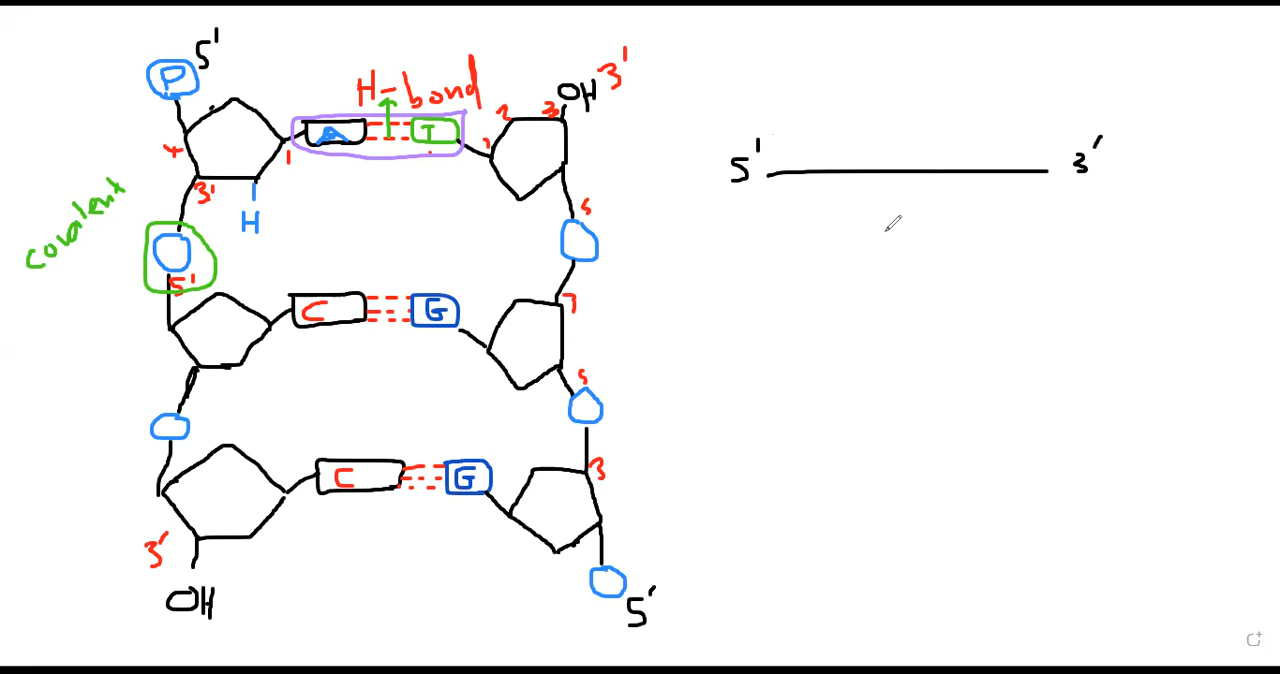 5'
P
H-bond
OH 3'
A T
2 3
4 1 1
3'
H
covalent
5
5'
C G
3
5
C G
3
3'
OH
5'
5' 3'